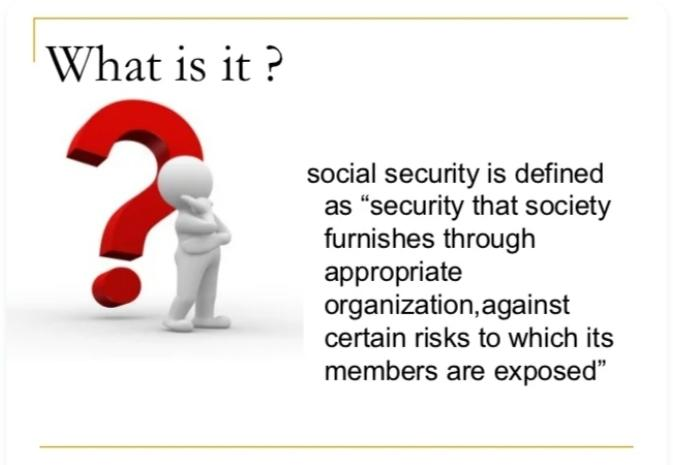 What is it ?
social security is defined
as “security that society
furnishes through
appropriate
organization,against
certain risks to which its
members are exposed”